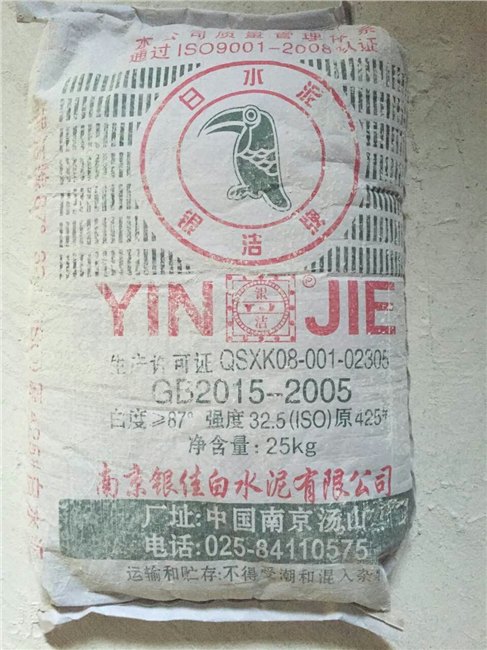 本公司质量管理体系
通过ISO9001-2008认证
白水泥
银洁牌
YIN 银洁 ® JIE
生产许可证 QSXK08-001-02305
GB2015--2005
白度≥87° 强度32.5(ISO)原425#
净含量: 25kg
南京银佳白水泥有限公司
厂址:中国南京汤山
电话:025-84110575
运输和贮存:不得受潮和混入杂